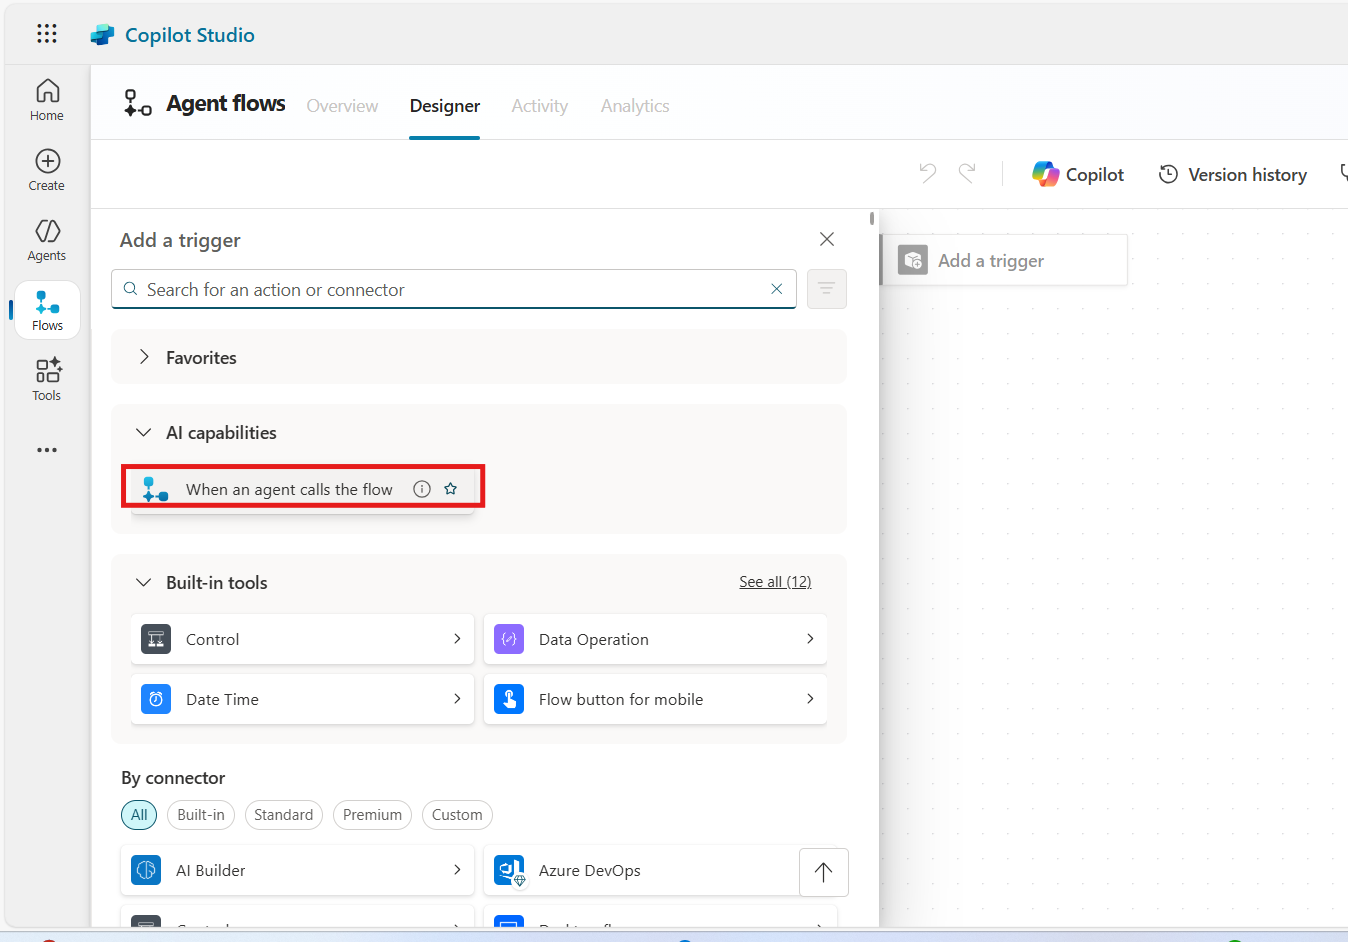 Copilot Studio
Home
Create
Agents
Flows
Tools
Agent flows
Overview
Designer
Activity
Analytics
Copilot
Version history
Add a trigger
Search for an action or connector
Favorites
AI capabilities
When an agent calls the flow
Built-in tools
See all (12)
Control
Data Operation
Date Time
Flow button for mobile
By connector
All
Built-in
Standard
Premium
Custom
AI Builder
Azure DevOps
Add a trigger